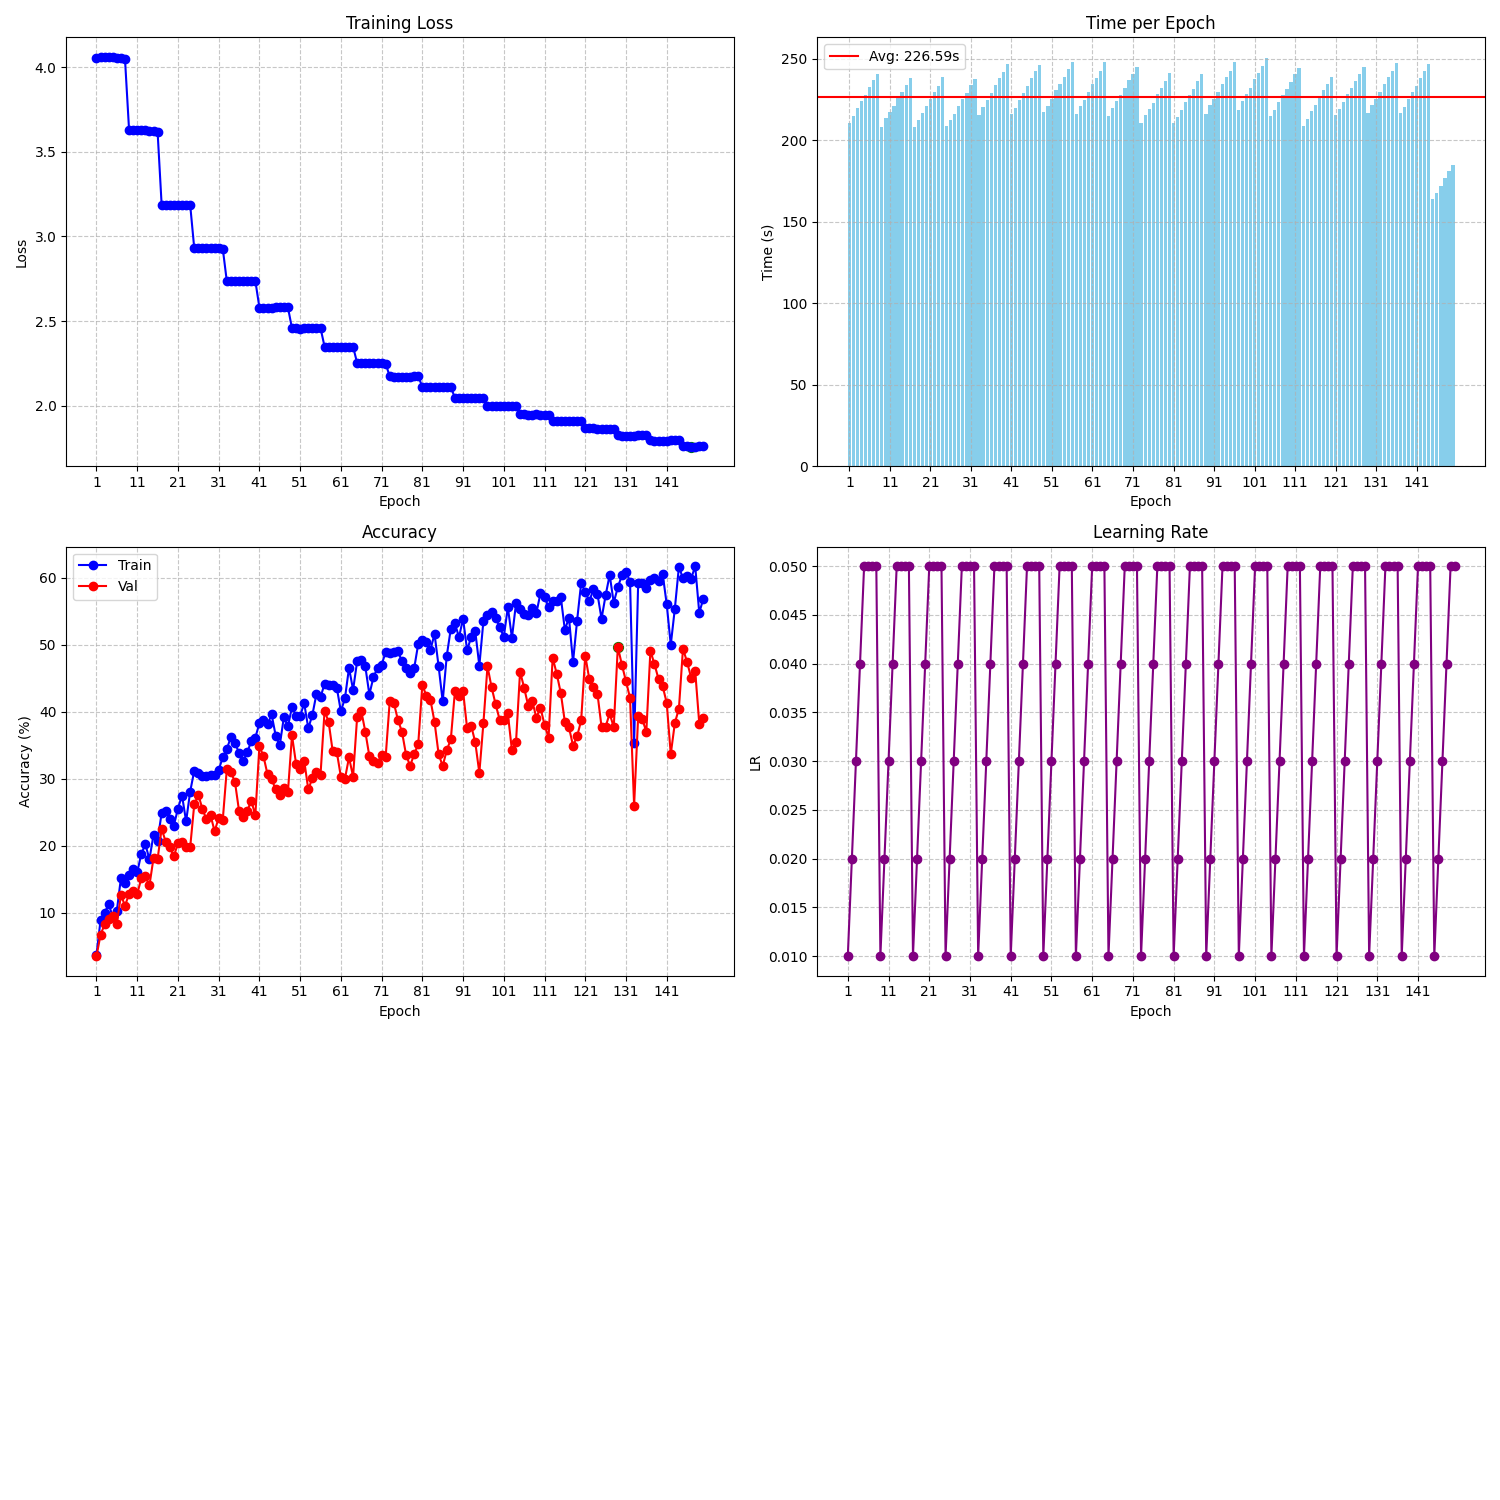 Training Loss
4.0
3.5
3.0
2.5
2.0
Loss
1 11 21 31 41 51 61 71 81 91 101 111 121 131 141
Epoch
Time per Epoch
Avg: 226.59s
250
200
150
100
50
0
Time (s)
1 11 21 31 41 51 61 71 81 91 101 111 121 131 141
Epoch
Accuracy
Train
Val
60
50
40
30
20
10
Accuracy (%)
1 11 21 31 41 51 61 71 81 91 101 111 121 131 141
Epoch
Learning Rate
0.050
0.045
0.040
0.035
0.030
0.025
0.020
0.015
0.010
LR
1 11 21 31 41 51 61 71 81 91 101 111 121 131 141
Epoch